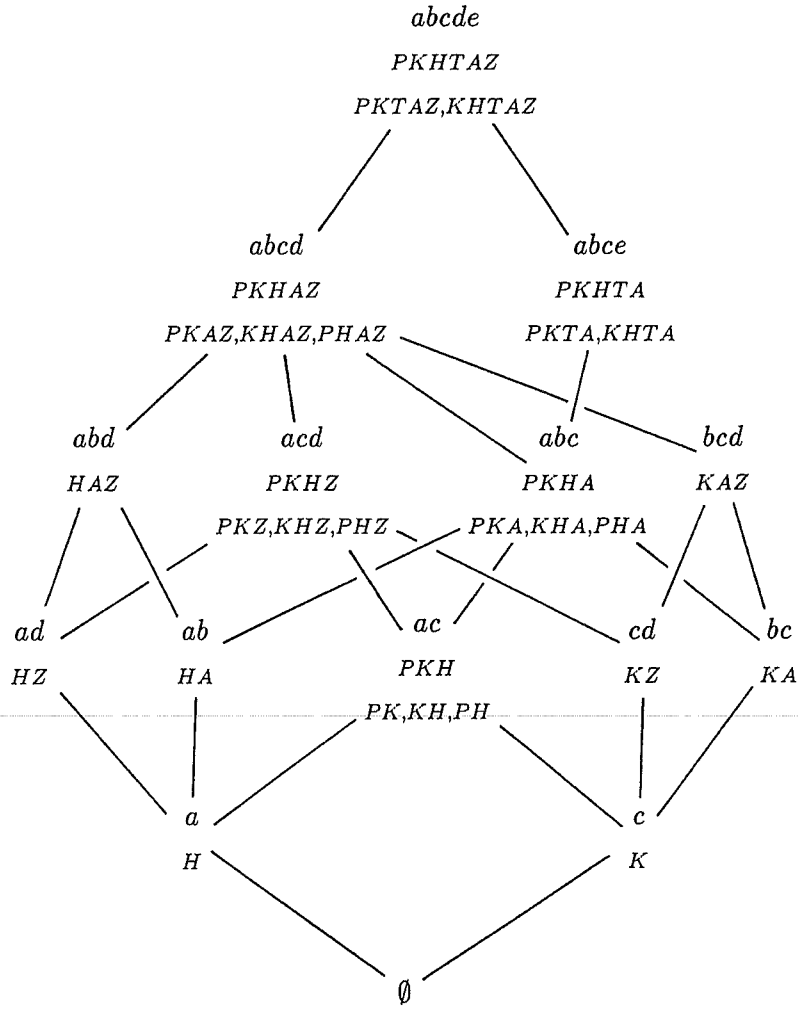 abcde
PKHTAZ
PKTAZ,KHTAZ
abcd abce
PKHAZ PKHTA
PKAZ,KHAZ,PHAZ PKTA,KHTA
abd acd abc bcd
HAZ PKHZ PKHA KAZ
PKZ,KHZ,PHZ PKA,KHA,PHA
ad ab ac cd bc
HZ HA PKH KZ KA
PK,KH,PH
a c
H K
∅